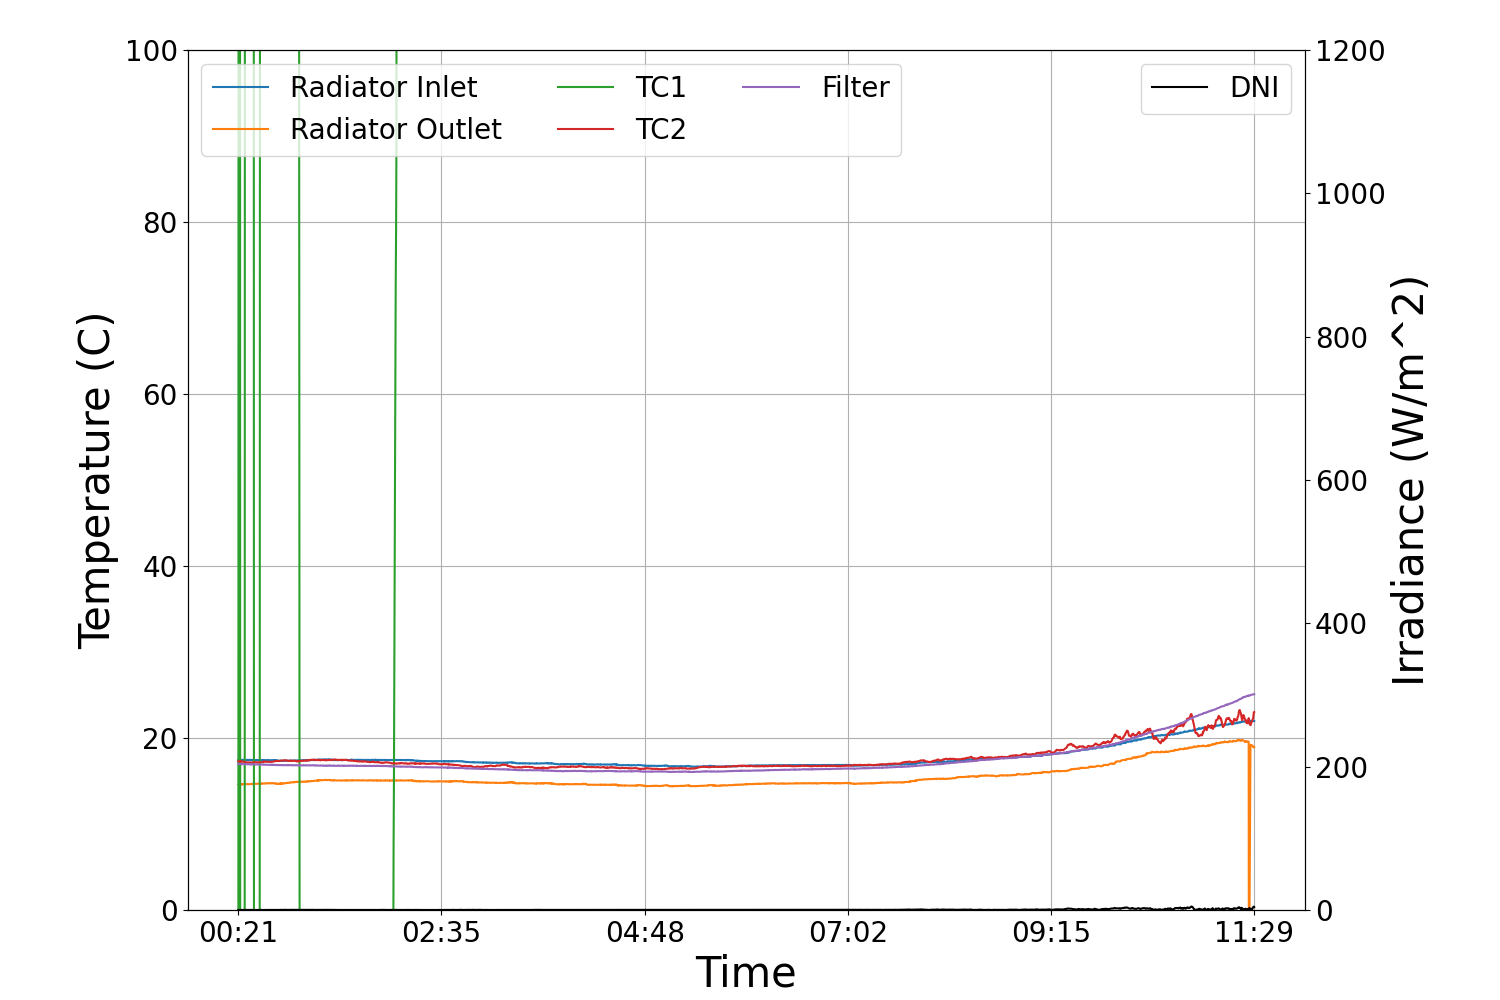 100
80
60
40
20
0
Temperature (C)
Radiator Inlet
Radiator Outlet
TC1
TC2
Filter
DNI
1200
1000
800
600
400
200
0
Irradiance (W/m^2)
00:21 02:35 04:48 07:02 09:15 11:29
Time